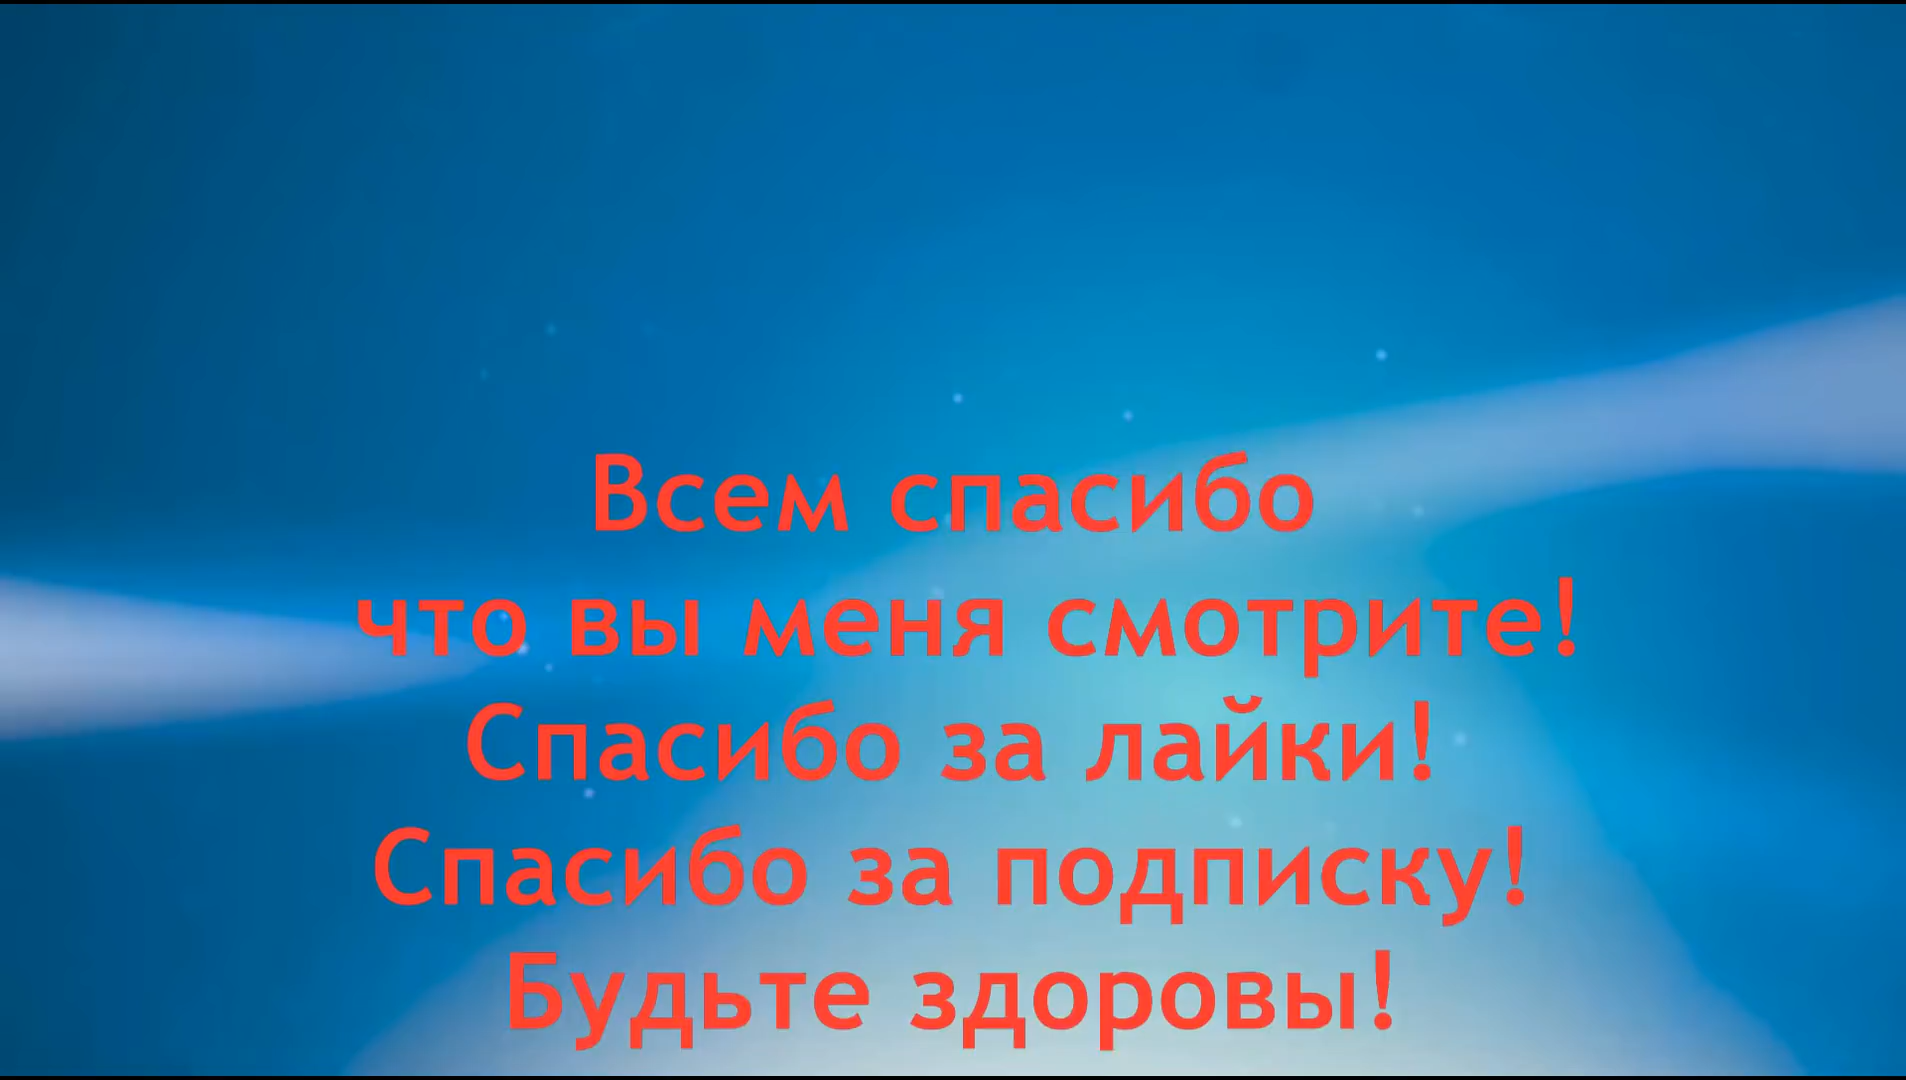 Всем спасибо
что вы меня смотрите!
Спасибо за лайки!
Спасибо за подписку!
Будьте здоровы!